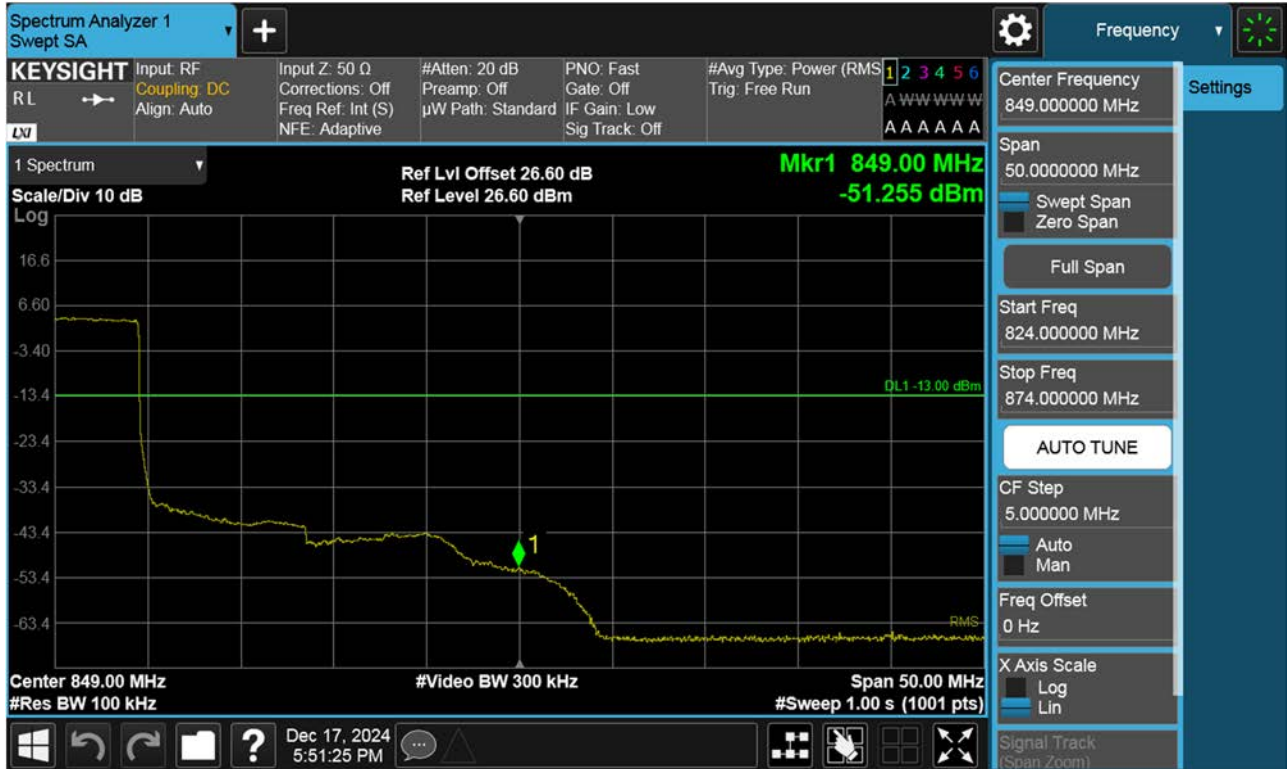 Spectrum Analyzer 1
Swept SA
Frequency
KEYSIGHT
R L
LXI
Input: RF
Coupling: DC
Align: Auto
Input Z: 50 Ω
Corrections: Off
Freq Ref: Int (S)
NFE: Adaptive
#Atten: 20 dB
Preamp: Off
µW Path: Standard
PNO: Fast
Gate: Off
IF Gain: Low
Sig Track: Off
#Avg Type: Power (RMS
Trig: Free Run
1 2 3 4 5 6
A W W W W W
A A A A A A
1 Spectrum
Scale/Div 10 dB
Log
Ref Lvl Offset 26.60 dB
Ref Level 26.60 dBm
Mkr1 849.00 MHz
-51.255 dBm
16.6
6.60
-3.40
-13.4
-23.4
-33.4
-43.4
-53.4
-63.4
DL1 -13.00 dBm
1
RMS
Center 849.00 MHz
#Res BW 100 kHz
#Video BW 300 kHz
Span 50.00 MHz
#Sweep 1.00 s (1001 pts)
Center Frequency
849.000000 MHz
Settings
Span
50.0000000 MHz
Swept Span
Zero Span
Full Span
Start Freq
824.000000 MHz
Stop Freq
874.000000 MHz
AUTO TUNE
CF Step
5.000000 MHz
Auto
Man
Freq Offset
0 Hz
X Axis Scale
Log
Lin
Signal Track
(Span Zoom)
?
Dec 17, 2024
5:51:25 PM